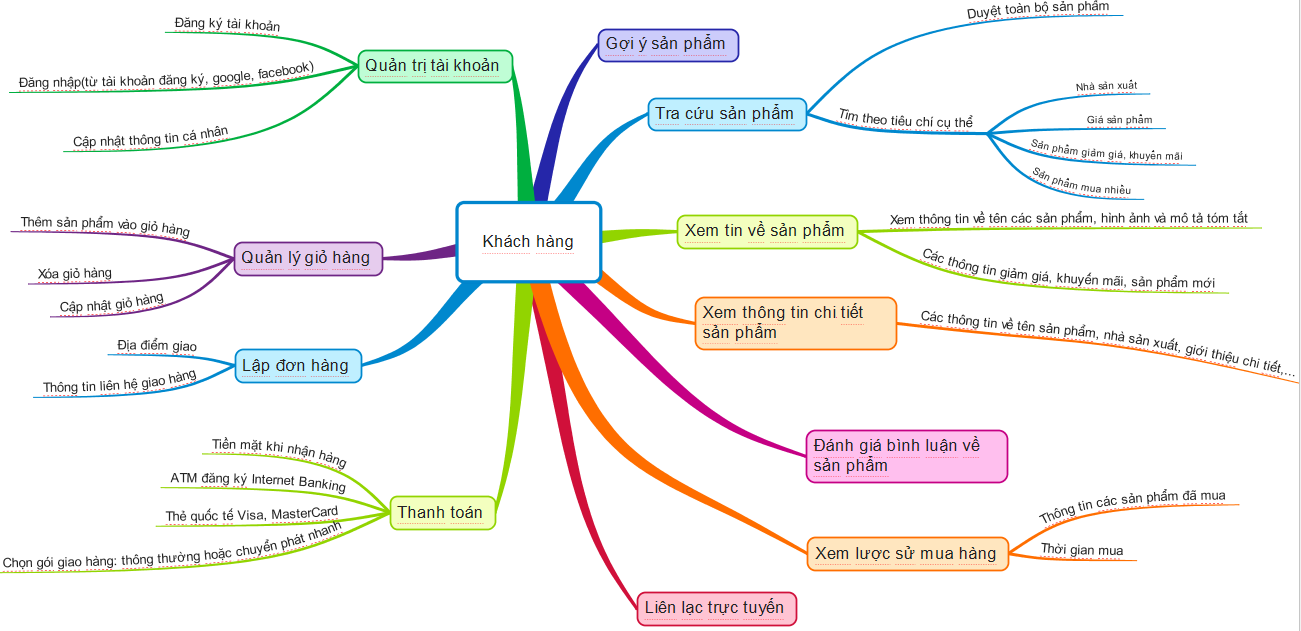 Khách hàng
Gợi ý sản phẩm
Tra cứu sản phẩm
Duyệt toàn bộ sản phẩm
Tìm theo tiêu chí cụ thể
Nhà sản xuất
Giá sản phẩm
Sản phẩm giảm giá, khuyến mãi
Sản phẩm mua nhiều
Xem tin về sản phẩm
Xem thông tin về tên các sản phẩm, hình ảnh và mô tả tóm tắt
Các thông tin giảm giá, khuyến mãi, sản phẩm mới
Xem thông tin chi tiết
sản phẩm
Các thông tin về tên sản phẩm, nhà sản xuất, giới thiệu chi tiết,...
Đánh giá bình luận về
sản phẩm
Xem lược sử mua hàng
Thông tin các sản phẩm đã mua
Thời gian mua
Liên lạc trực tuyến
Quản trị tài khoản
Đăng ký tài khoản
Đăng nhập(từ tài khoản đăng ký, google, facebook)
Cập nhật thông tin cá nhân
Quản lý giỏ hàng
Thêm sản phẩm vào giỏ hàng
Xóa giỏ hàng
Cập nhật giỏ hàng
Lập đơn hàng
Địa điểm giao
Thông tin liên hệ giao hàng
Thanh toán
Tiền mặt khi nhận hàng
ATM đăng ký Internet Banking
Thẻ quốc tế Visa, MasterCard
Chọn gói giao hàng: thông thường hoặc chuyển phát nhanh